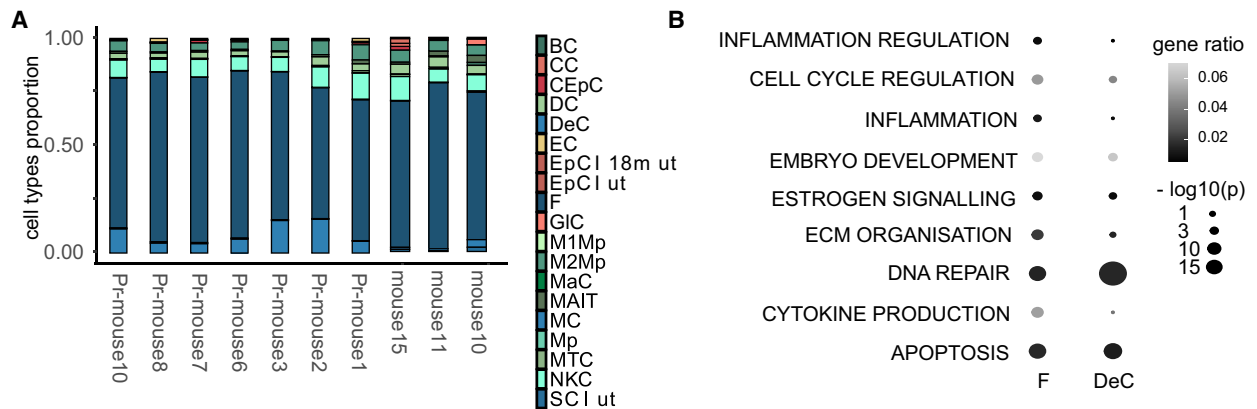 A
cell types proportion
1.00
0.50
0.00
Pr-mouse10
Pr-mouse8
Pr-mouse7
Pr-mouse6
Pr-mouse3
Pr-mouse2
Pr-mouse1
mouse15
mouse11
mouse10
BC
CC
CEpC
DC
DeC
EC
EpC I 18m ut
EpC I ut
F
GlC
M1Mp
M2Mp
MaC
MAIT
MC
Mp
MTC
NKC
SC I ut
B
INFLAMMATION REGULATION
CELL CYCLE REGULATION
INFLAMMATION
EMBRYO DEVELOPMENT
ESTROGEN SIGNALLING
ECM ORGANISATION
DNA REPAIR
CYTOKINE PRODUCTION
APOPTOSIS
F DeC
gene ratio
0.06
0.04
0.02
- log10(p)
1
3
10
15